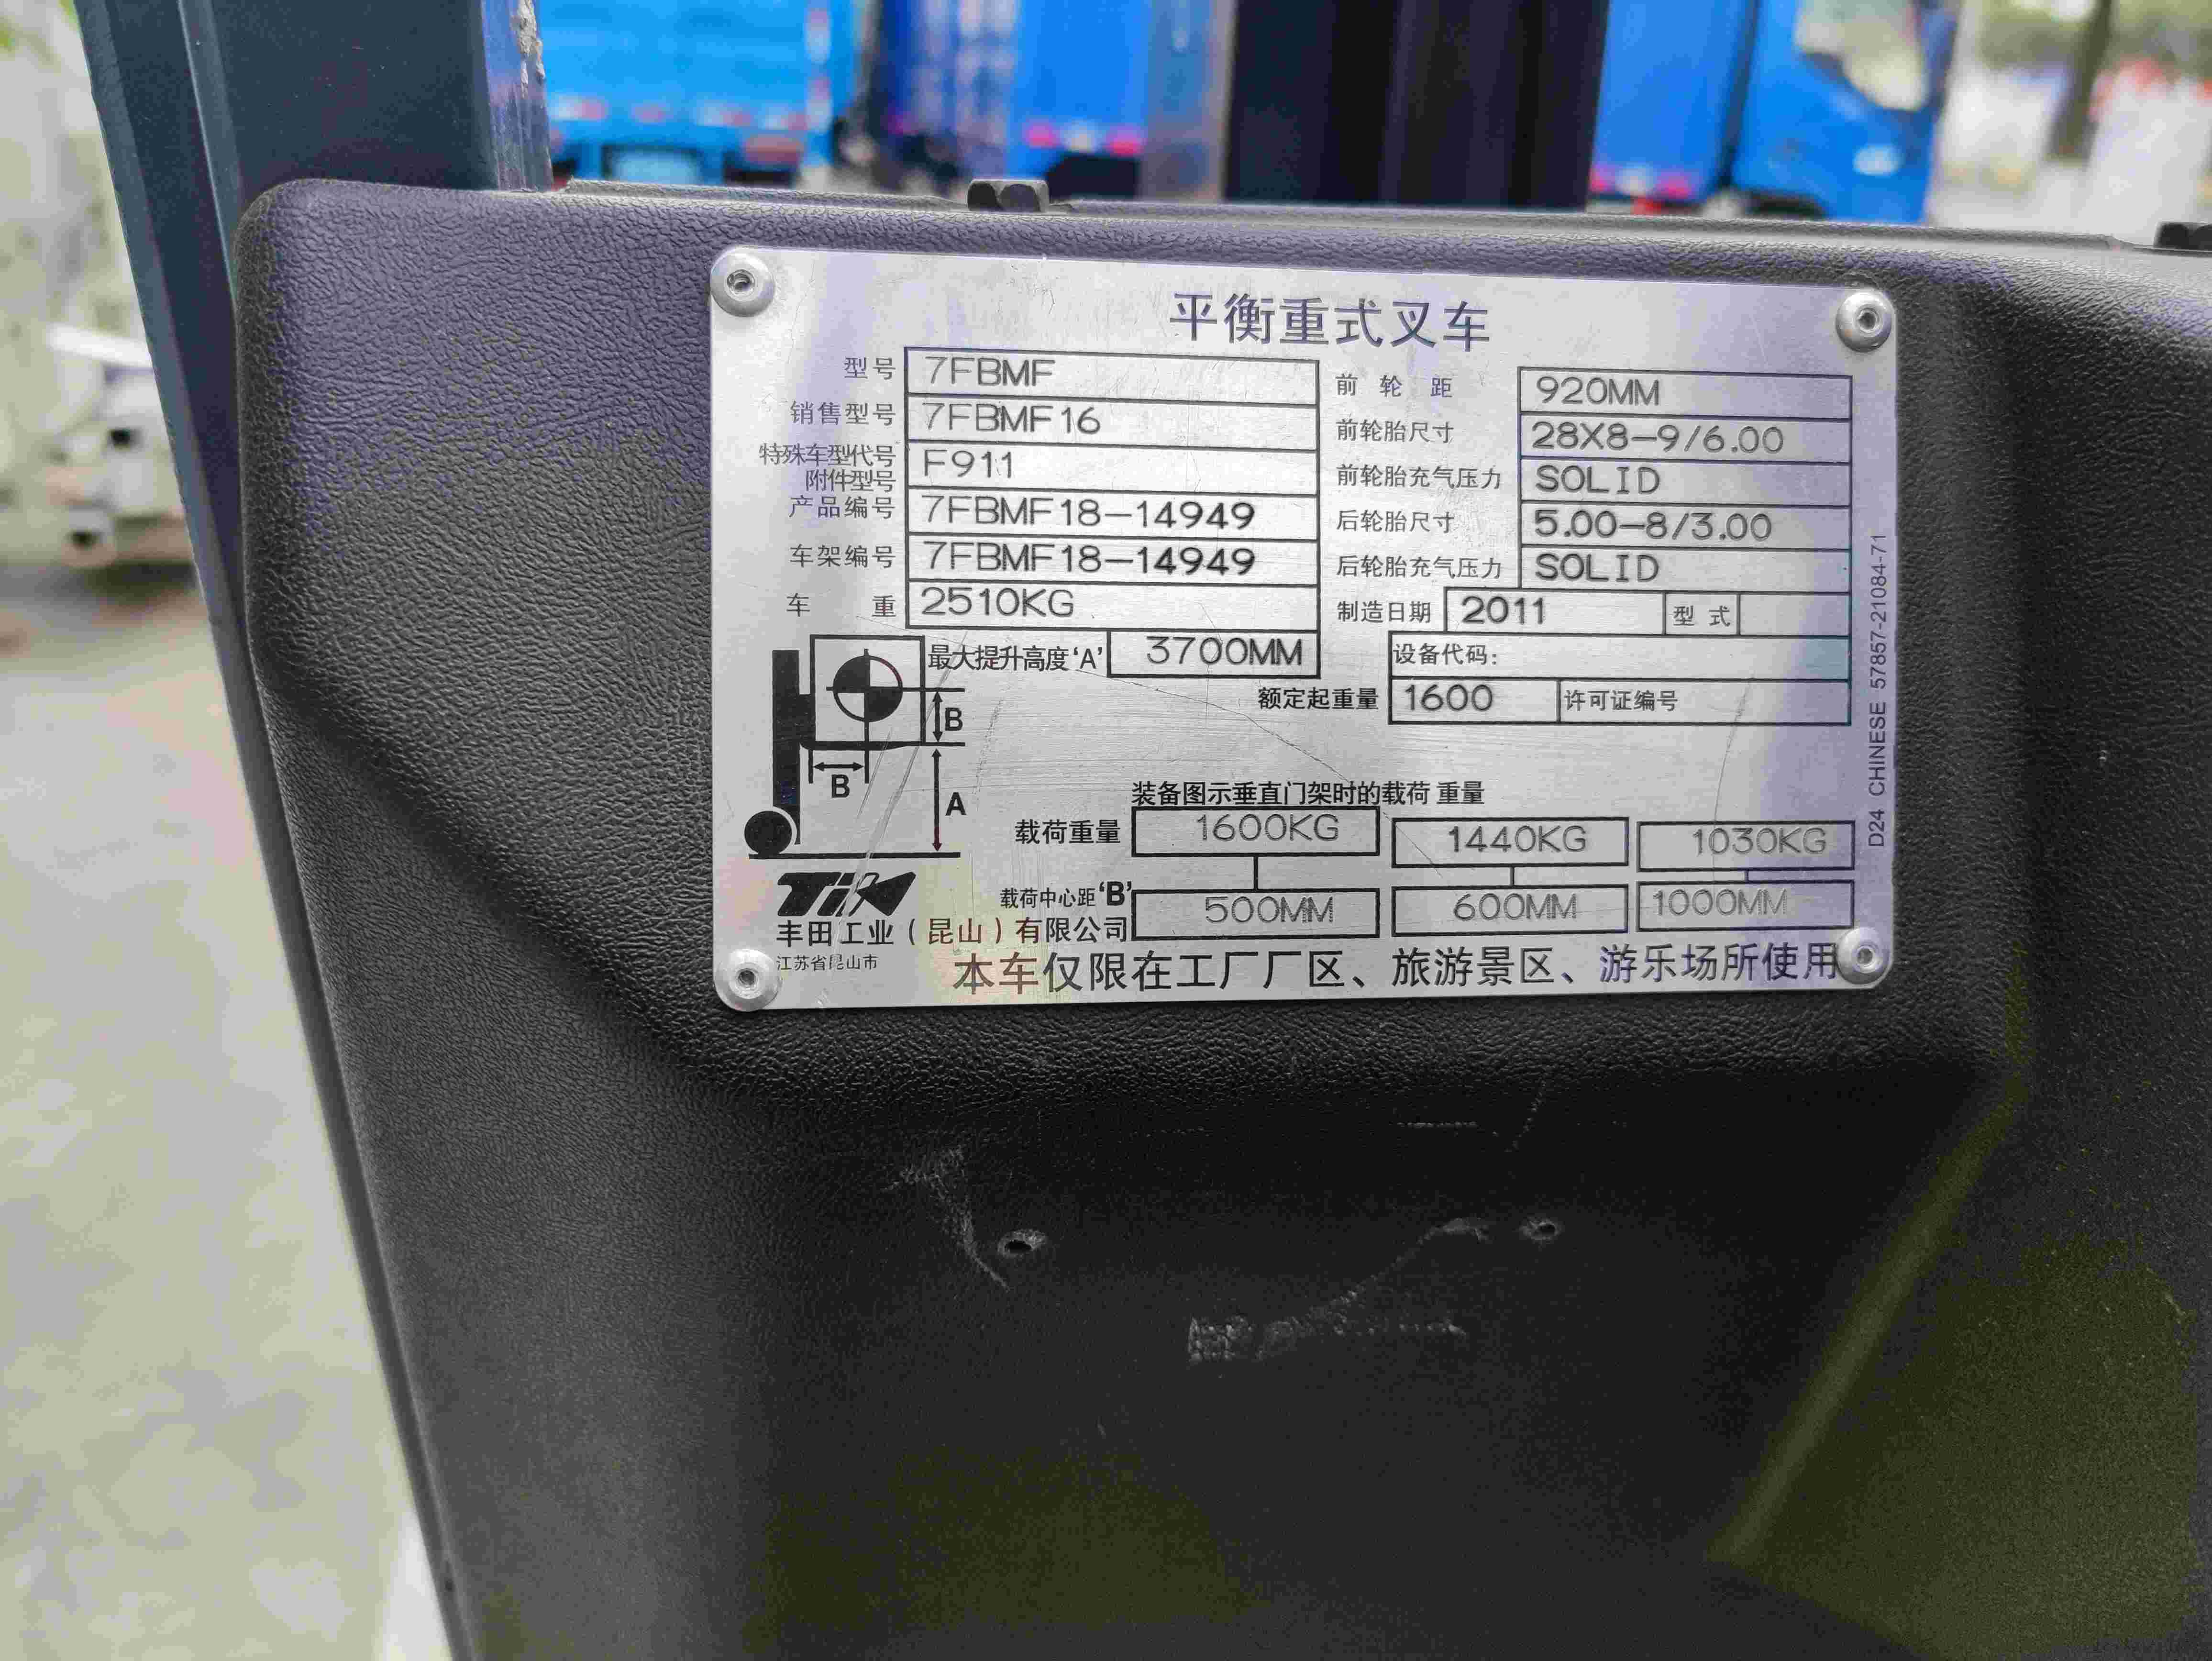 平衡重式叉车
型号 7FBMF
销售型号 7FBMF16
特殊车型代号
附件型号 F911
产品编号 7FBMF18-14949
车架编号 7FBMF18-14949
车 重 2510KG
最大提升高度'A' 3700MM
前 轮 距 920MM
前轮胎尺寸 28X8-9/6.00
前轮胎充气压力 SOLID
后轮胎尺寸 5.00-8/3.00
后轮胎充气压力 SOLID
制造日期 2011 型 式
设备代码:
额定起重量 1600 许可证编号
B
B
A
装备图示垂直门架时的载荷 重量
载荷重量 1600KG 1440KG 1030KG
载荷中心距'B' 500MM 600MM 1000MM
丰田工业(昆山)有限公司
江苏省昆山市
本车仅限在工厂厂区、旅游景区、游乐场所使用
D24 CHINESE 57857-21084-71